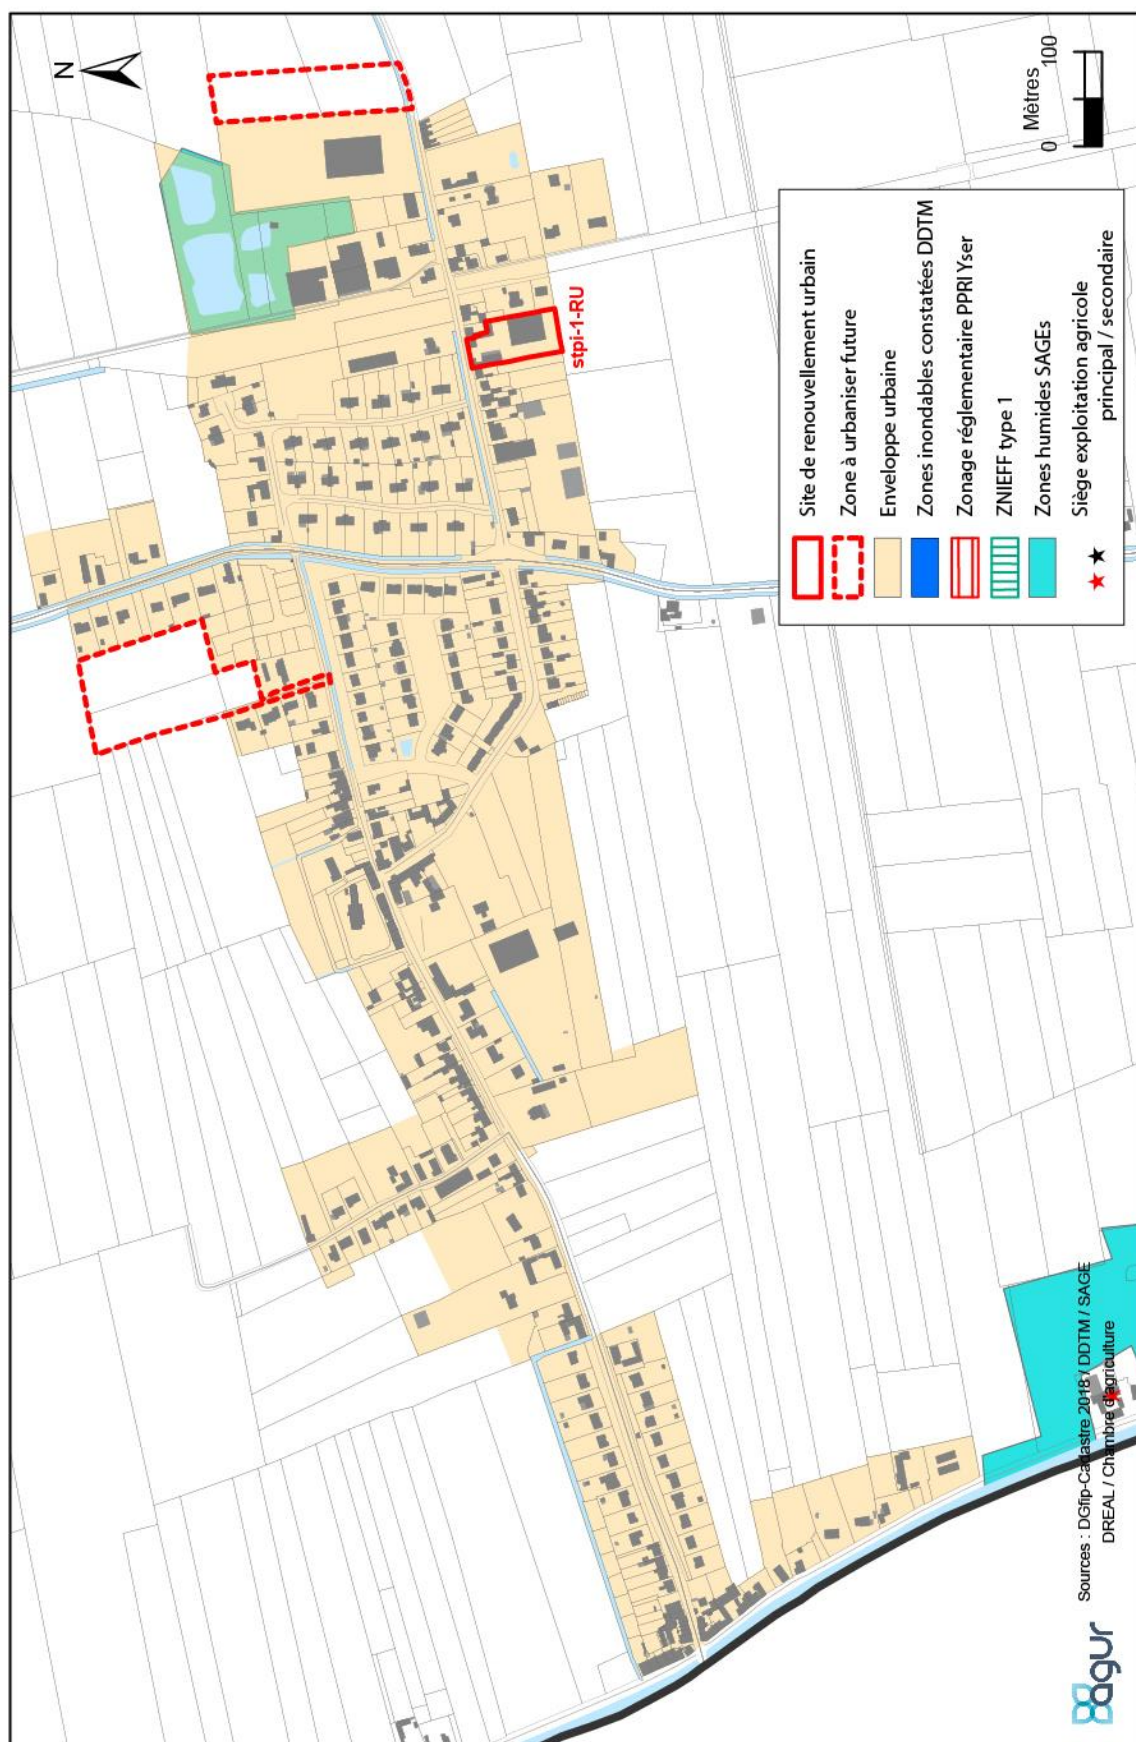 N
stpi-1-RU
Mètres
0 100
Site de renouvellement urbain
Zone à urbaniser future
Enveloppe urbaine
Zones inondables constatées DDTM
Zonage réglementaire PPRI Yser
ZNIEFF type 1
Zones humides SAGEs
Siège exploitation agricole
principal / secondaire
Sources : DGfip-Cadastre 2018 / DDTM / SAGE
DREAL / Chambre d'agriculture
agur